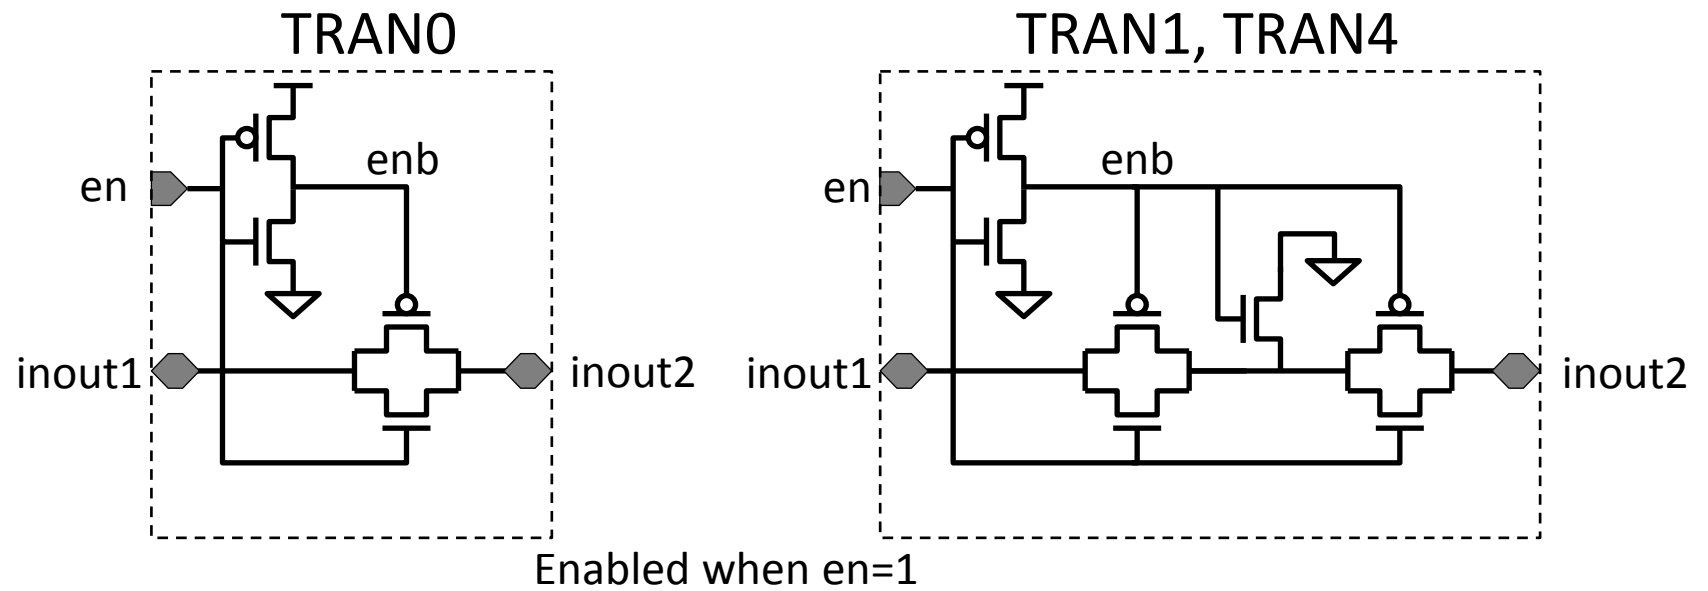 TRAN0
enb
en
inout1
inout2
TRAN1, TRAN4
enb
en
inout1
inout2
Enabled when en=1